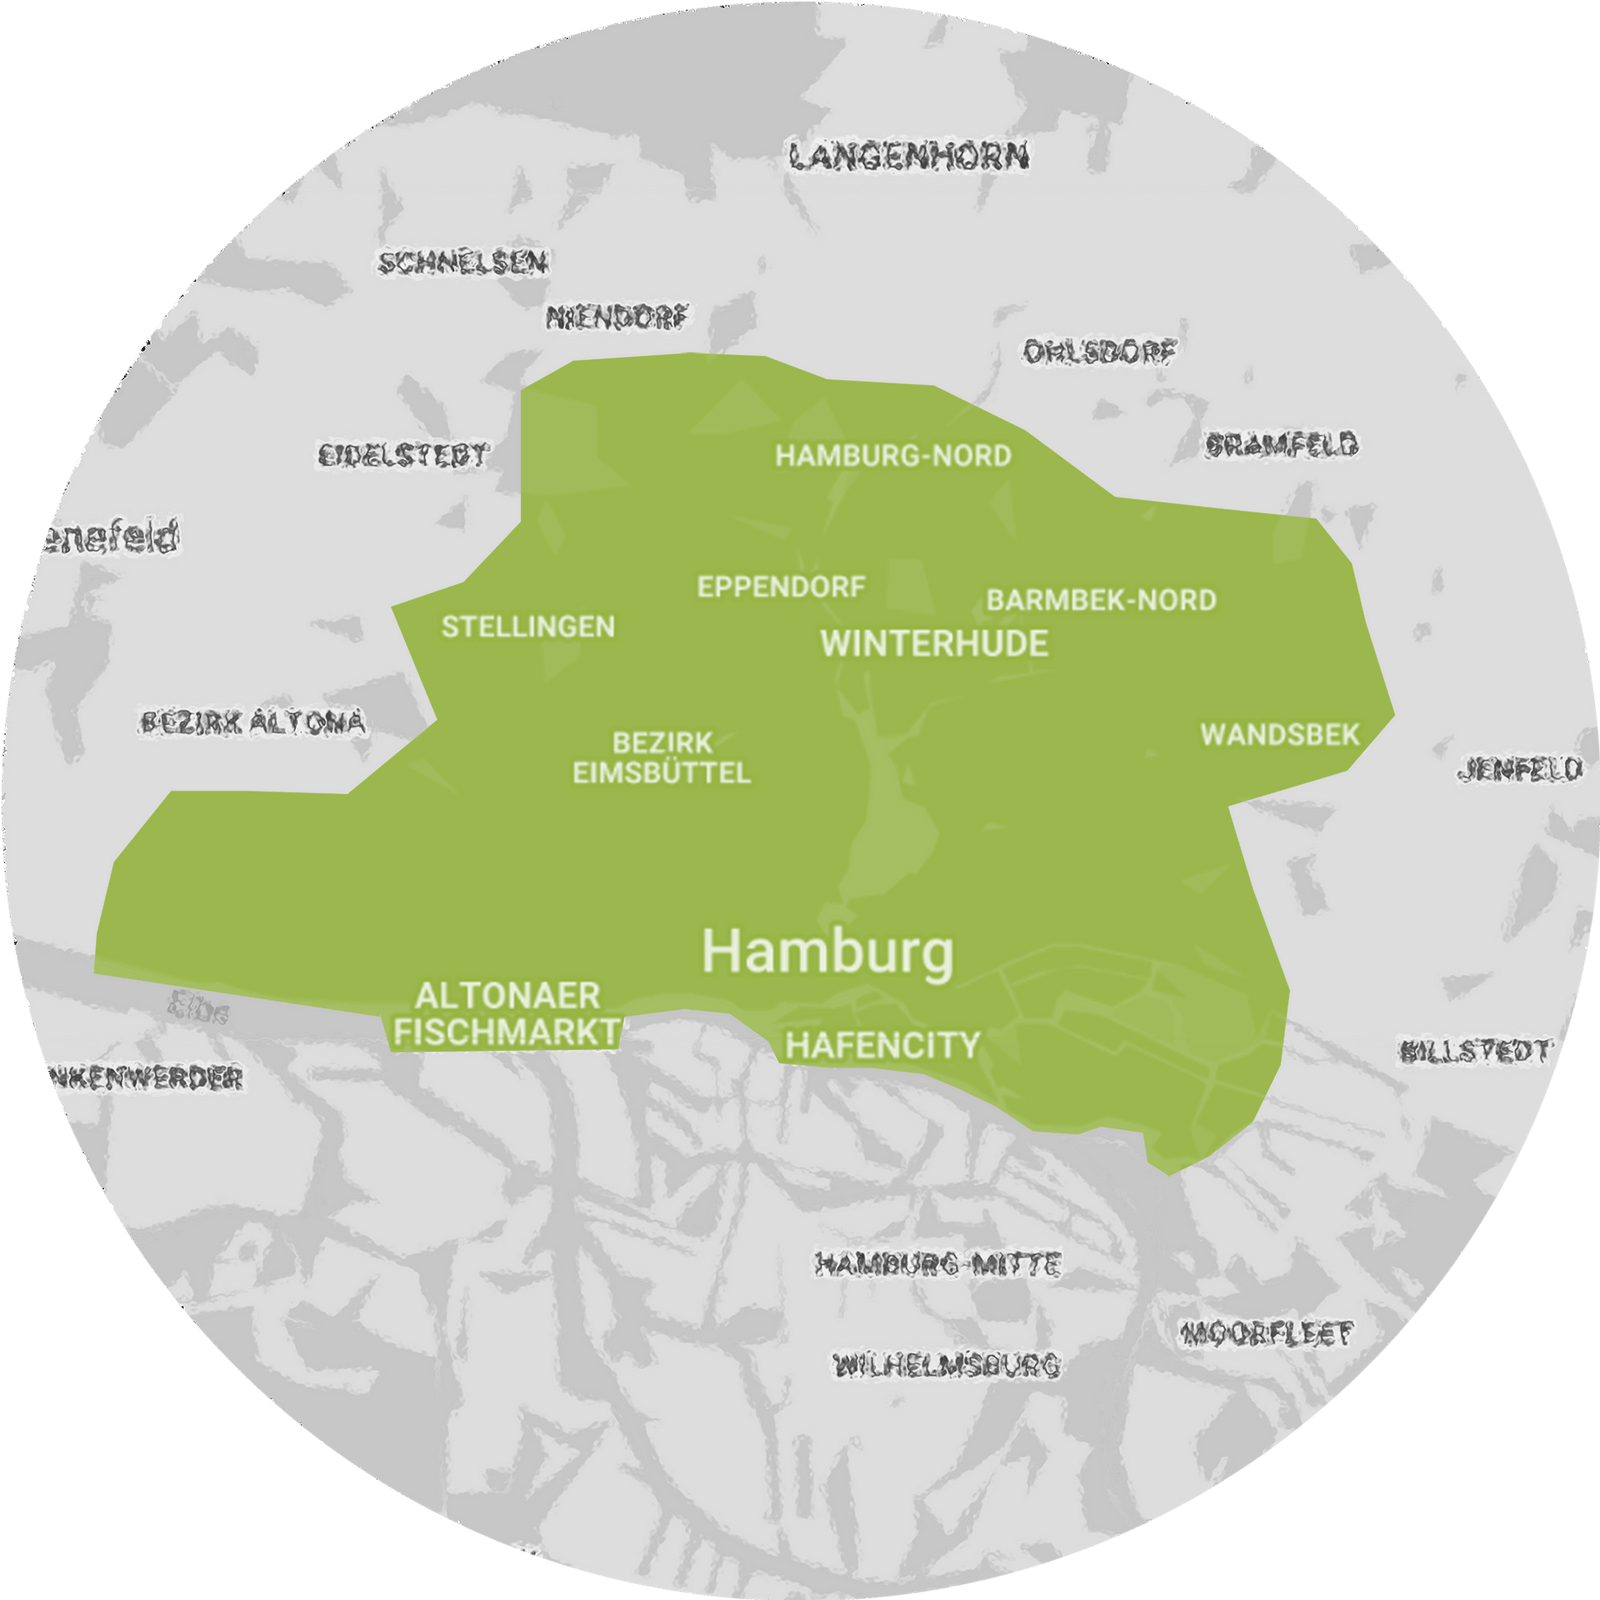 LANGENHORN
SCHNELSEN
NIENDORF
OHLSDORF
BRAMFELD
EIDELSTEDT
HAMBURG-NORD
enefeld
EPPENDORF
BARMBEK-NORD
STELLINGEN
WINTERHUDE
BEZIRK ALTONA
WANDSBEK
BEZIRK
EIMSBÜTTEL
JENFELD
Hamburg
ALTONAER
FISCHMARKT
Elbe
HAFENCITY
BILLSTEDT
NKENWERDER
HAMBURG-MITTE
MOORFLEET
WILHELMSBURG